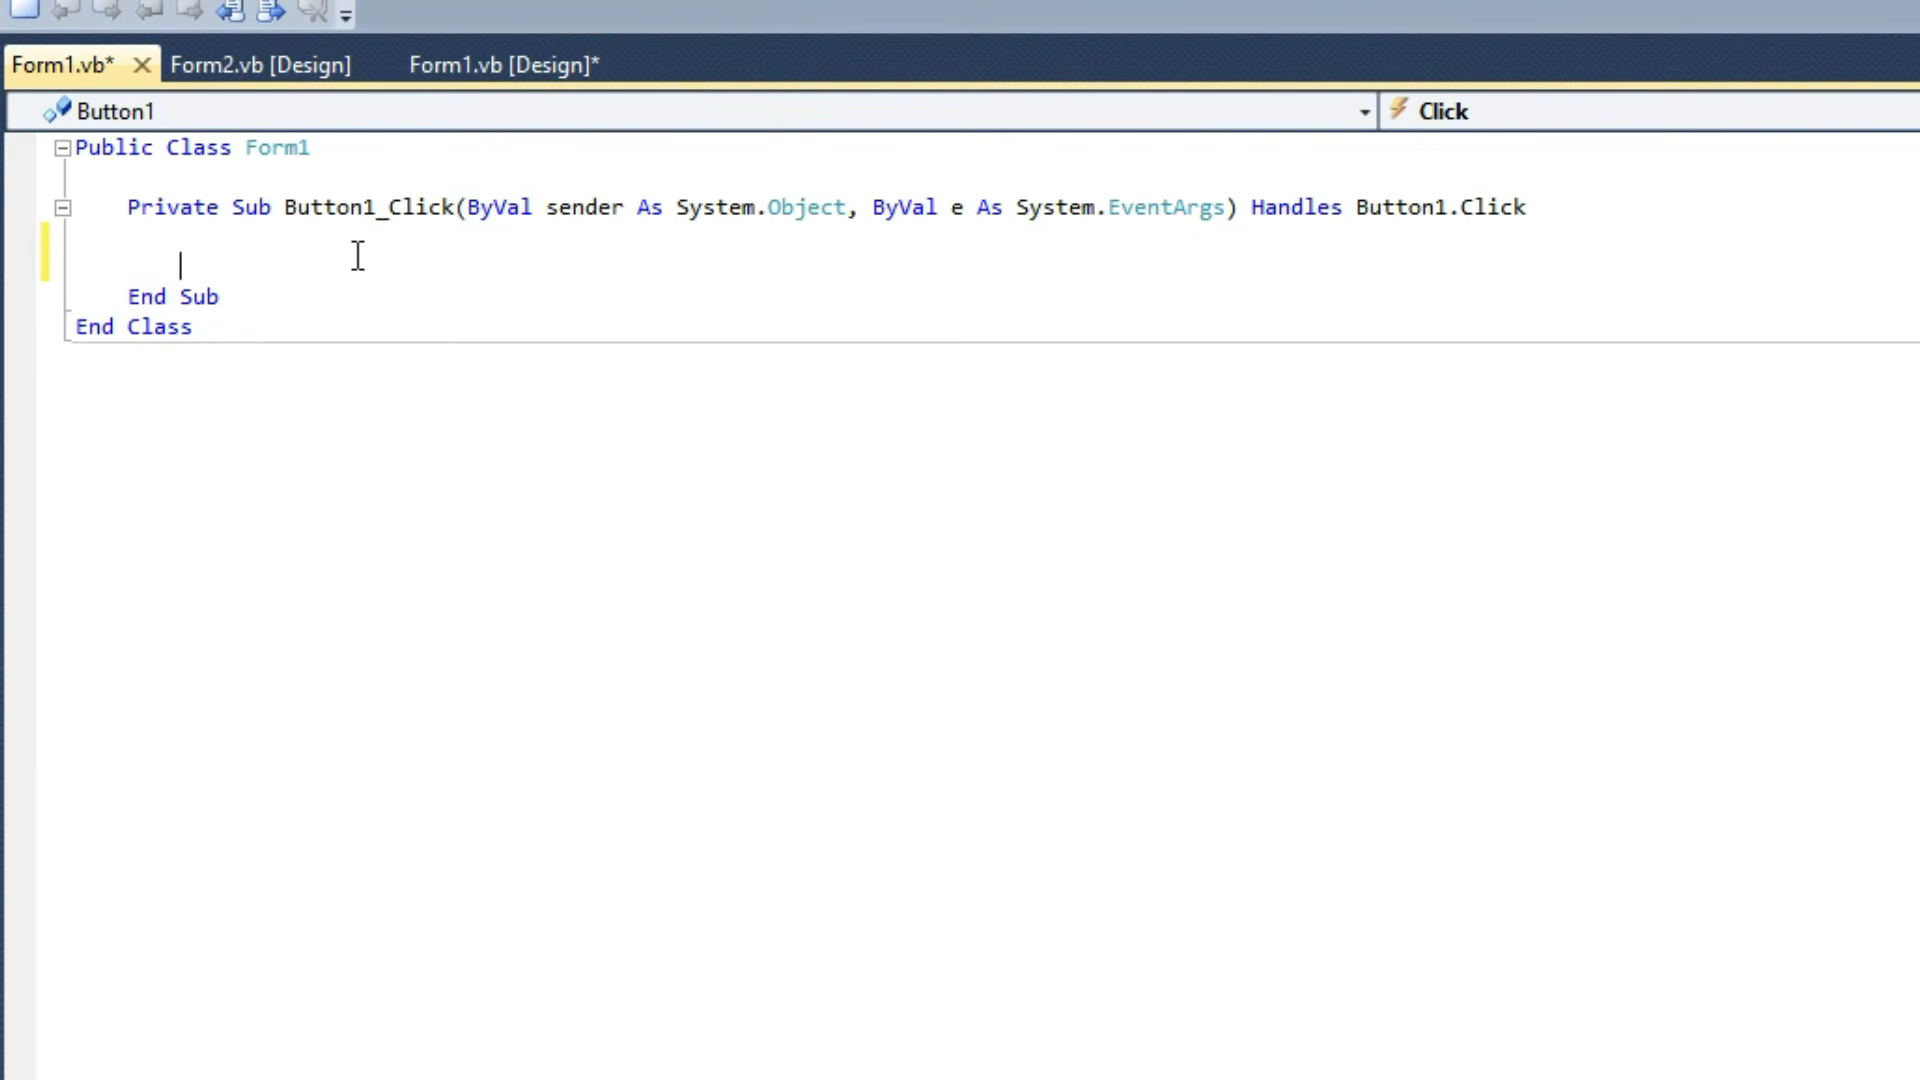 Form1.vb* Form2.vb [Design] Form1.vb [Design]*
Button1 Click
Public Class Form1
Private Sub Button1_Click(ByVal sender As System.Object, ByVal e As System.EventArgs) Handles Button1.Click
End Sub
End Class